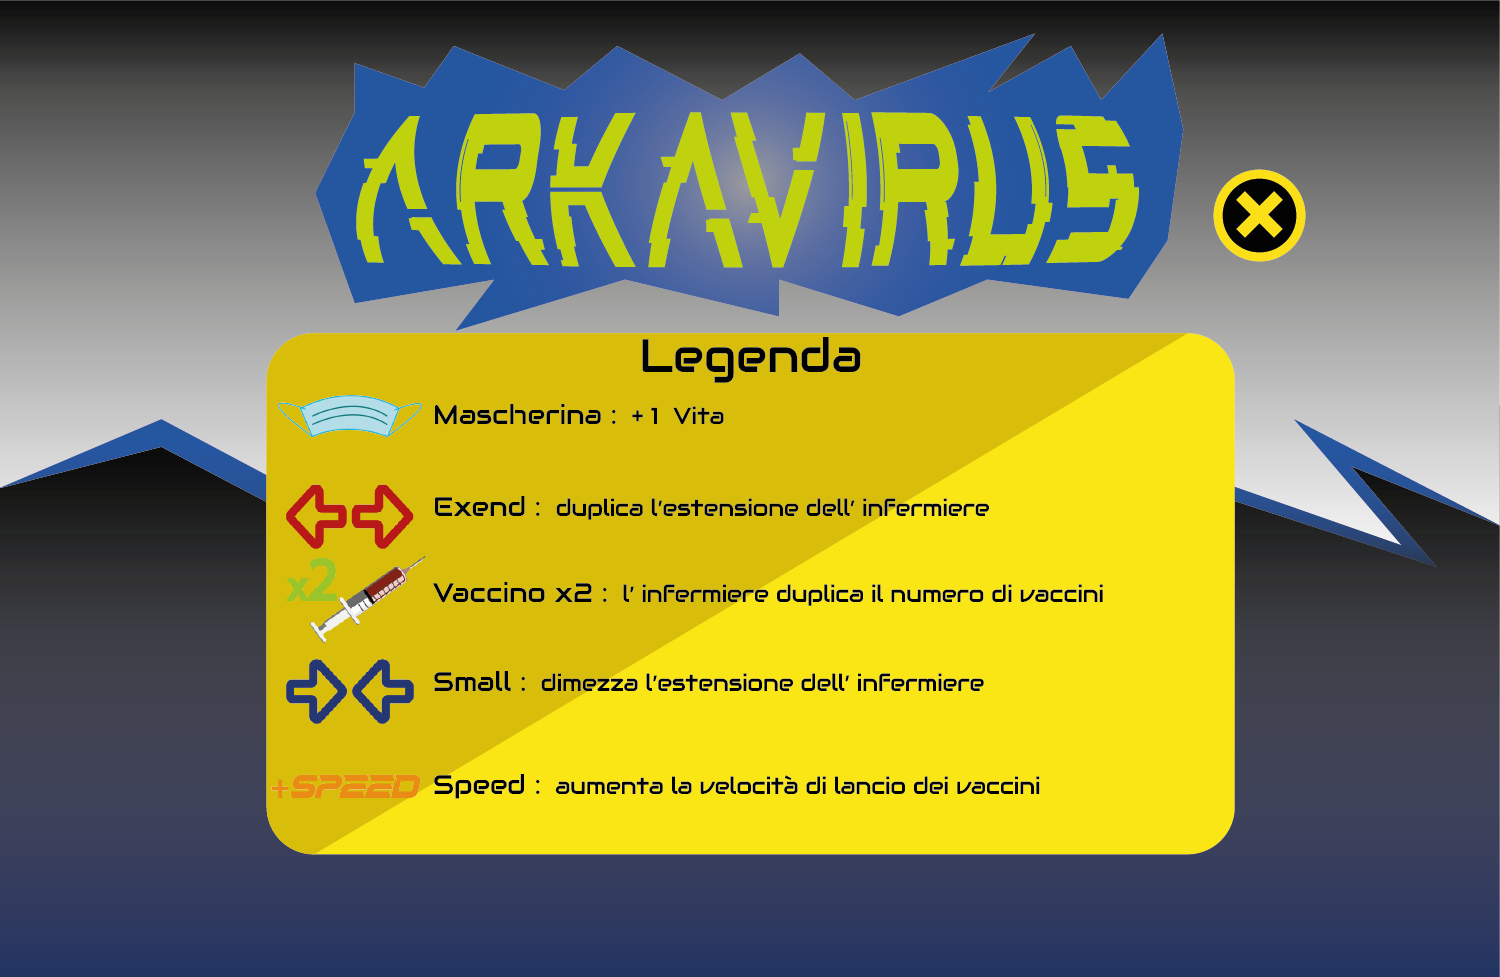 ARKAVIRUS
Legenda
Mascherina : +1 Vita
Exend : duplica l'estensione dell' infermiere
x2
Vaccino x2 : l' infermiere duplica il numero di vaccini
Small : dimezza l'estensione dell' infermiere
+SPEED Speed : aumenta la velocità di lancio dei vaccini